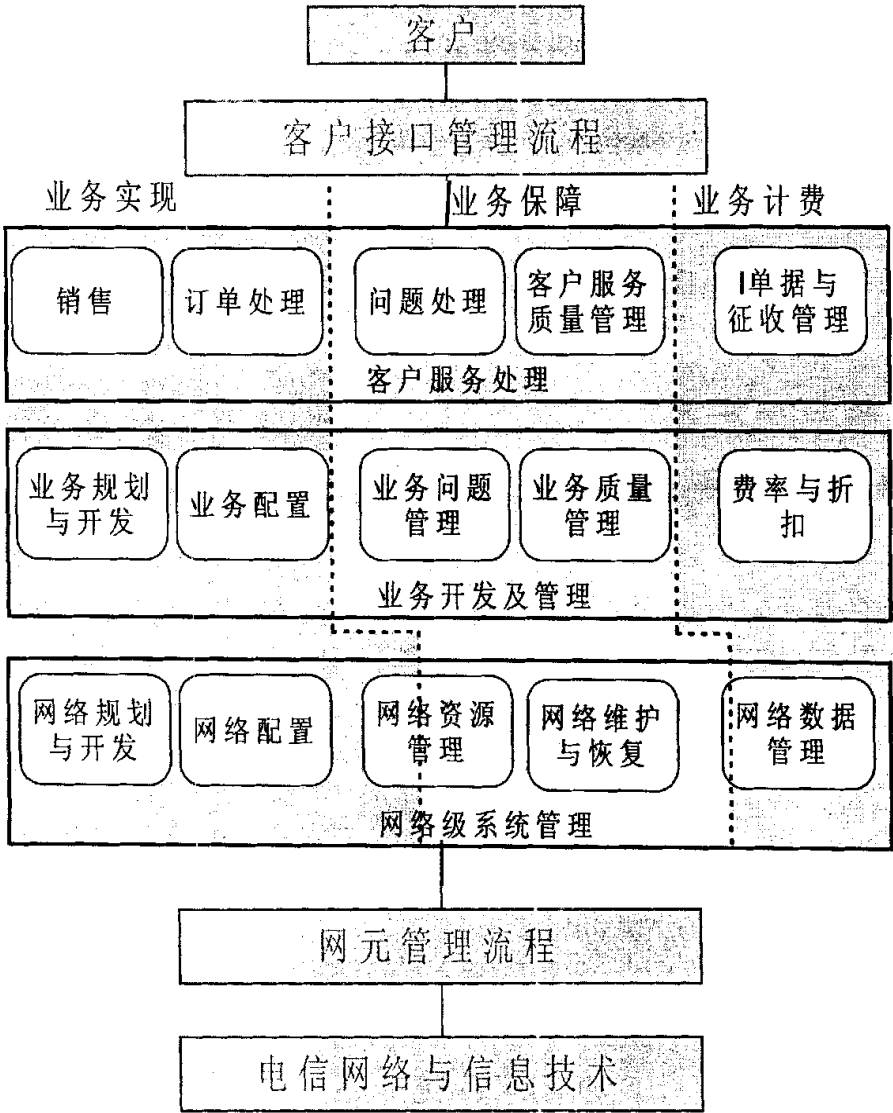 客户
客户接口管理流程
业务实现 业务保障 业务计费
销售 订单处理 问题处理 客户服务 I单据与
质量管理 征收管理
客户服务处理
业务规划 业务配置 业务问题 业务质量 费率与折
与开发 管理 管理 扣
业务开发及管理
网络规划 网络配置 网络资源 网络维护 网络数据
与开发 管理 与恢复 管理
网络级系统管理
网元管理流程
电信网络与信息技术